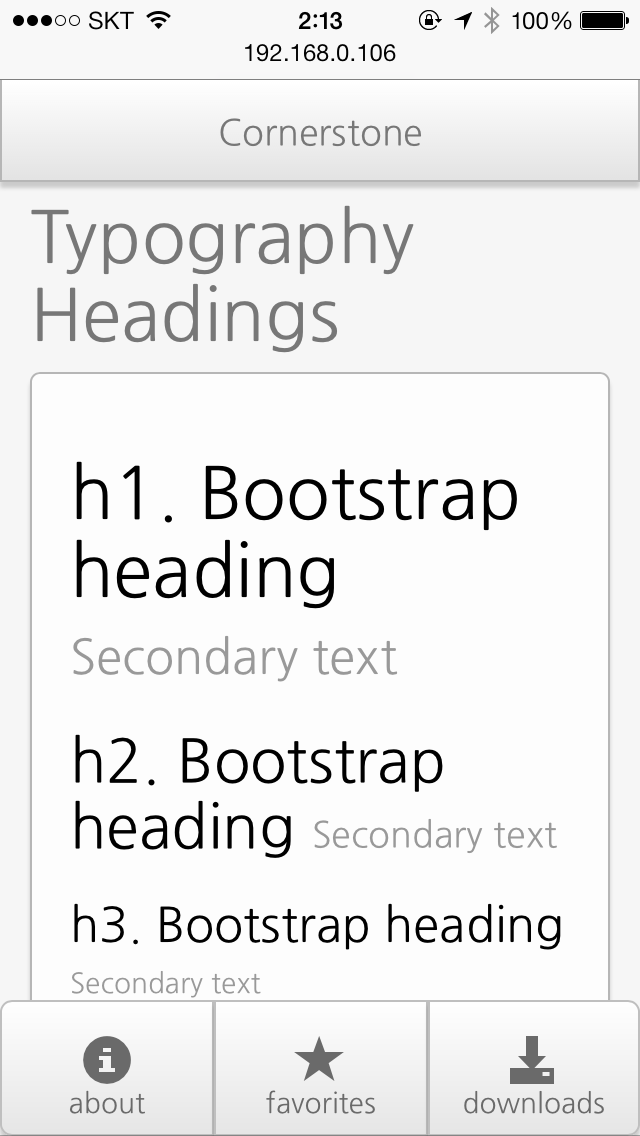 SKT 2:13 100%
192.168.0.106
Cornerstone
Typography
Headings
h1. Bootstrap
heading
Secondary text
h2. Bootstrap
heading Secondary text
h3. Bootstrap heading
Secondary text
about favorites downloads